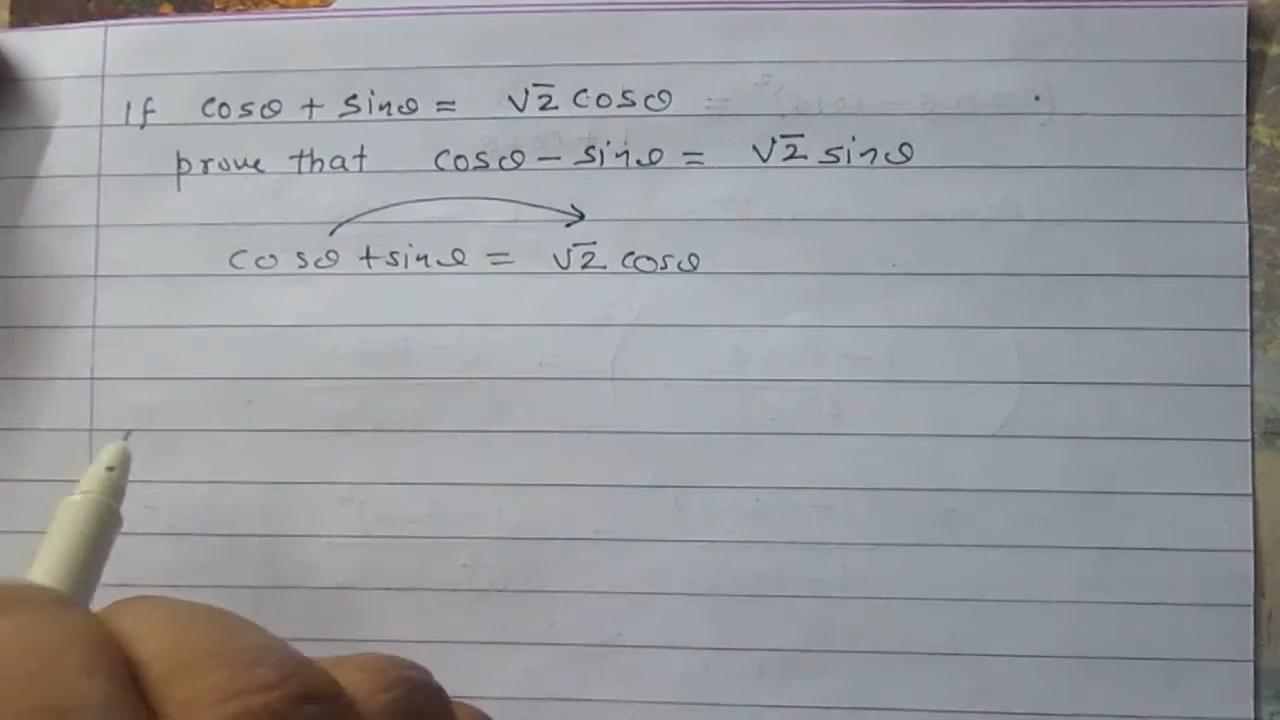 If cosθ + sinθ = √2 cosθ
prove that cosθ - sinθ = √2 sinθ
cosθ + sinθ = √2 cosθ